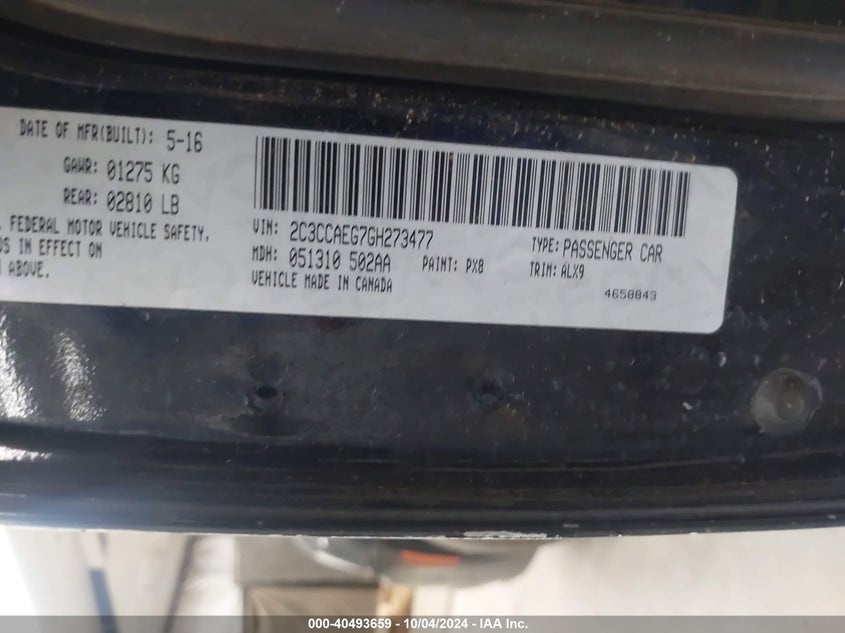 DATE OF MFR(BUILT): 5-16
GAWR: 01275 KG
REAR: 02810 LB
FEDERAL MOTOR VEHICLE SAFETY,
IN EFFECT ON
ABOVE.
VIN: 2C3CCAEG7GH273477
TYPE: PASSENGER CAR
MDH: 051310 502AA
PAINT: PX8
TRIM: ALX9
VEHICLE MADE IN CANADA
4658843
000-40493659 - 10/04/2024 - IAA Inc.